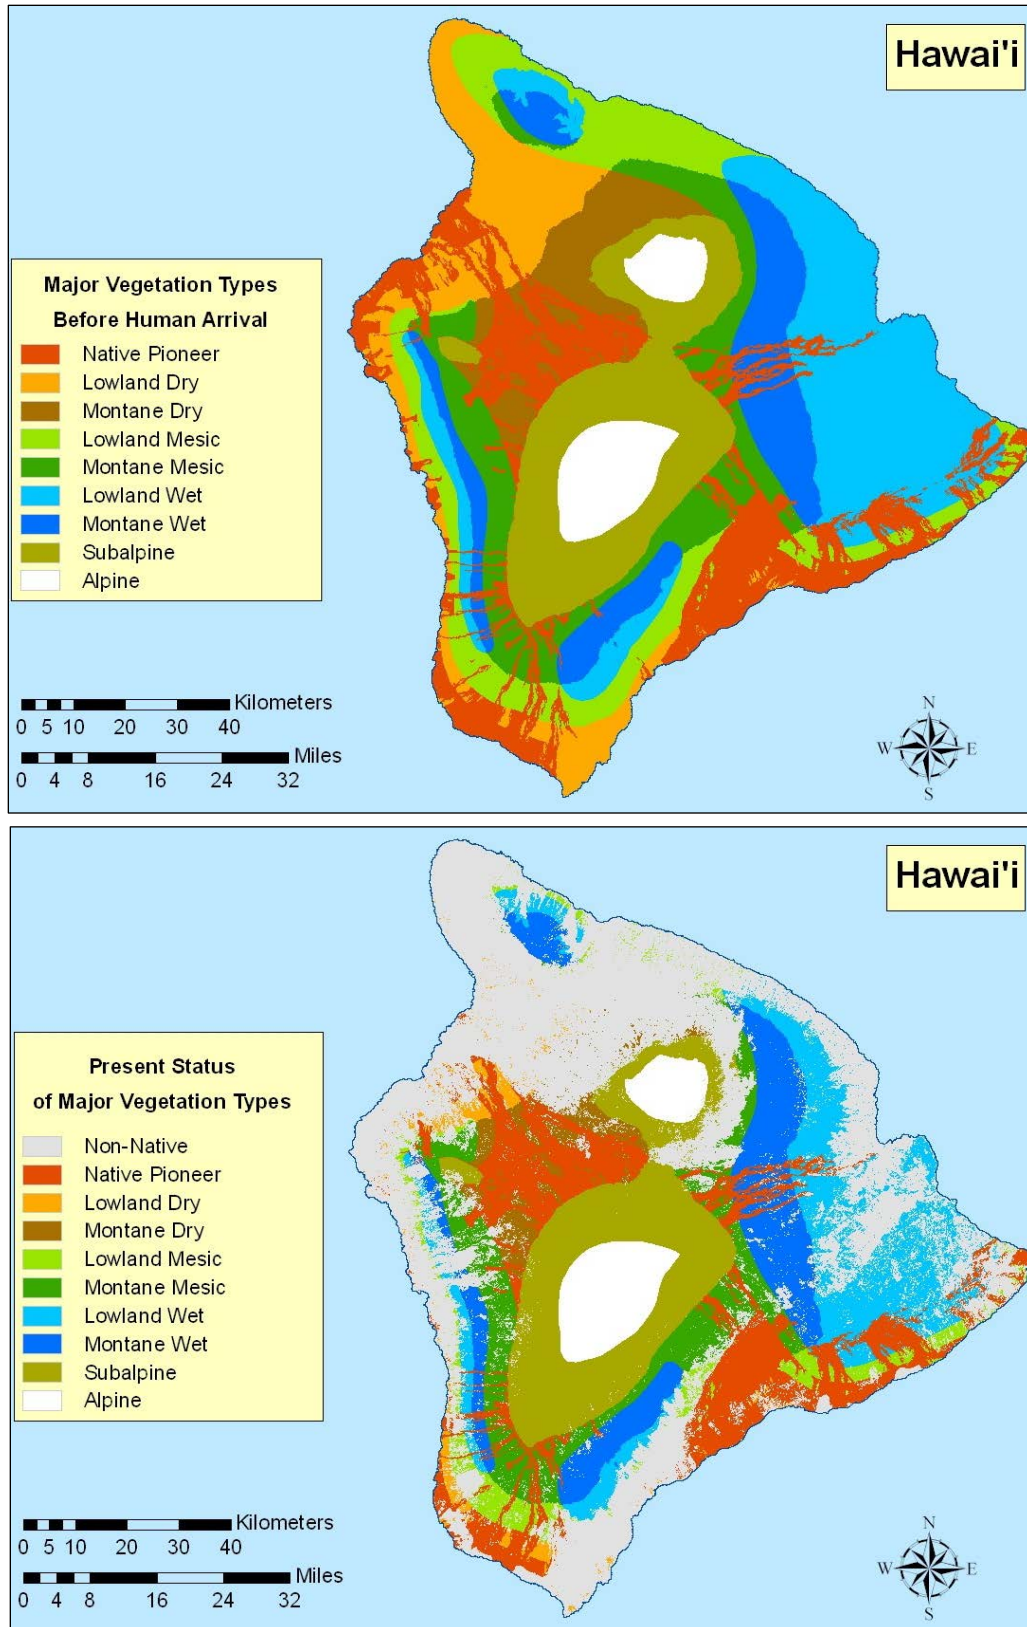 Hawai'i
Major Vegetation Types
Before Human Arrival
Native Pioneer
Lowland Dry
Montane Dry
Lowland Mesic
Montane Mesic
Lowland Wet
Montane Wet
Subalpine
Alpine
Kilometers
0 5 10 20 30 40
Miles
0 4 8 16 24 32
N
W E
S
Hawai'i
Present Status
of Major Vegetation Types
Non-Native
Native Pioneer
Lowland Dry
Montane Dry
Lowland Mesic
Montane Mesic
Lowland Wet
Montane Wet
Subalpine
Alpine
Kilometers
0 5 10 20 30 40
Miles
0 4 8 16 24 32
N
W E
S